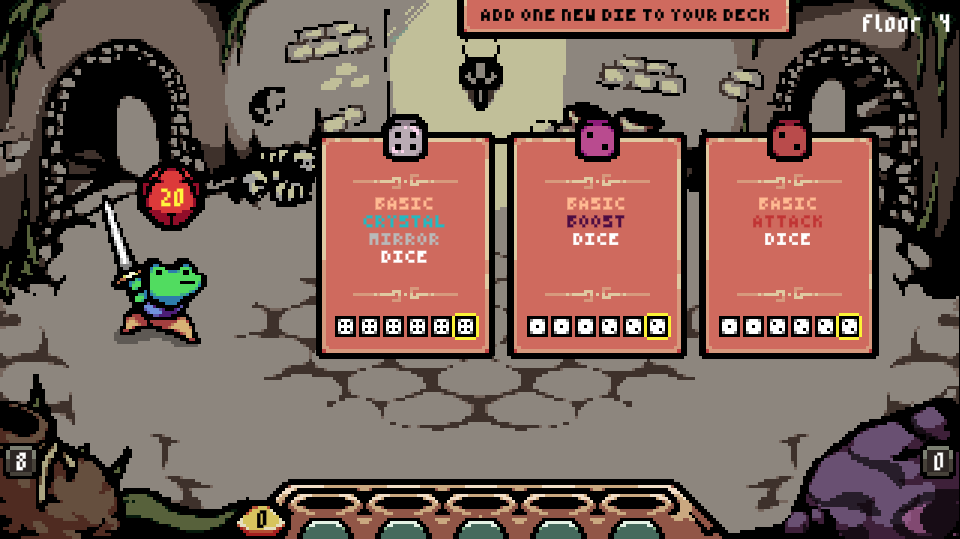 ADD ONE NEW DIE TO YOUR DECK
floor 4
20
BASIC
CRYSTAL
MIRROR
DICE
BASIC
BOOST
DICE
BASIC
ATTACK
DICE
8
0
0